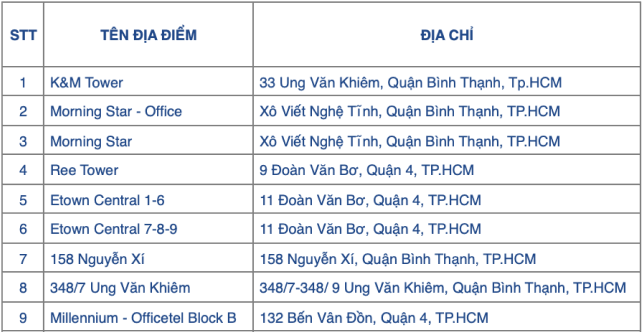 STT TÊN ĐỊA ĐIỂM ĐỊA CHỈ
1 K&M Tower 33 Ung Văn Khiêm, Quận Bình Thạnh, Tp.HCM
2 Morning Star - Office Xô Viết Nghệ Tĩnh, Quận Bình Thạnh, TP.HCM
3 Morning Star Xô Viết Nghệ Tĩnh, Quận Bình Thạnh, TP.HCM
4 Ree Tower 9 Đoàn Văn Bơ, Quận 4, TP.HCM
5 Etown Central 1-6 11 Đoàn Văn Bơ, Quận 4, TP.HCM
6 Etown Central 7-8-9 11 Đoàn Văn Bơ, Quận 4, TP.HCM
7 158 Nguyễn Xí 158 Nguyễn Xí, Quận Bình Thạnh, TP.HCM
8 348/7 Ung Văn Khiêm 348/7-348/ 9 Ung Văn Khiêm, Quận Bình Thạnh, TP.HCM
9 Millennium - Officetel Block B 132 Bến Vân Đồn, Quận 4, TP.HCM